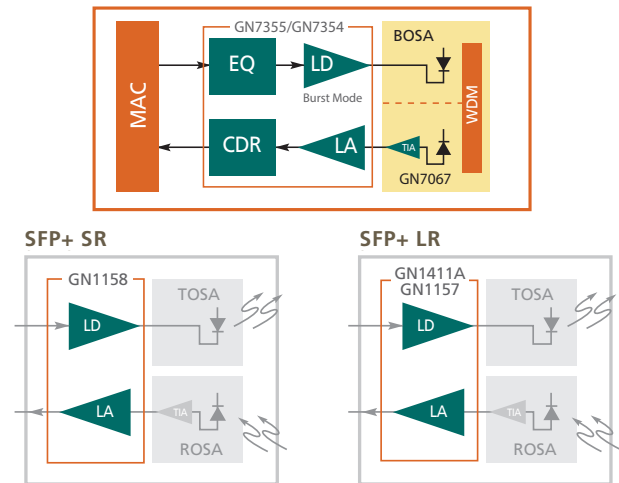 GN7355/GN7354
BOSA
MAC
EQ
LD
Burst Mode
WDM
CDR
LA
TIA
GN7067
SFP+ SR
GN1158
TOSA
LD
LA
TIA
ROSA
SFP+ LR
GN1411A
GN1157
TOSA
LD
LA
TIA
ROSA